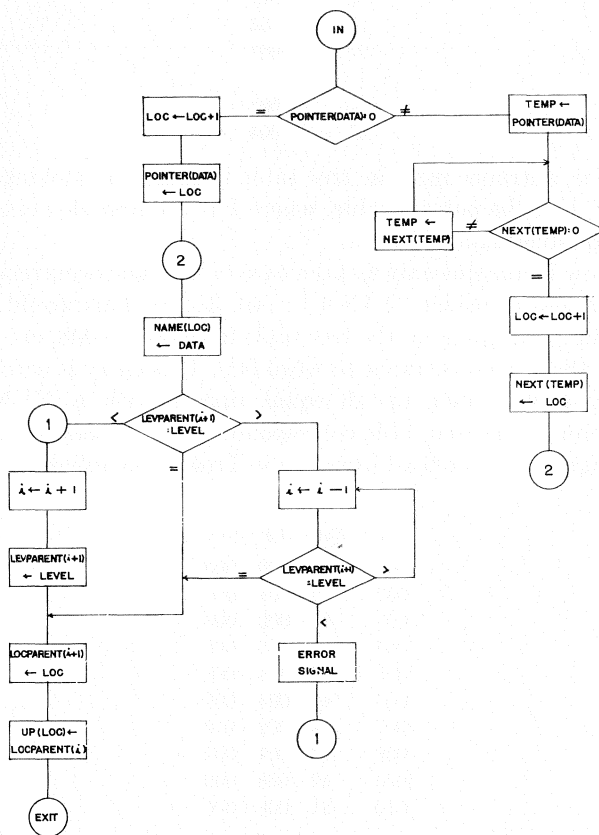 IN
POINTER(DATA):0
=
≠
LOC ← LOC+1
POINTER(DATA)
← LOC
2
NAME(LOC)
← DATA
TEMP ←
POINTER(DATA)
NEXT(TEMP):0
≠
=
TEMP ←
NEXT(TEMP)
LOC ← LOC+1
NEXT(TEMP)
← LOC
2
LEVPARENT(i+1)
:LEVEL
<
>
=
1
i ← i + 1
LEVPARENT(i+1)
← LEVEL
LOCPARENT(i+1)
← LOC
UP(LOC) ←
LOCPARENT(i)
EXIT
i ← i − 1
LEVPARENT(i+1)
:LEVEL
=
>
<
ERROR
SIGNAL
1